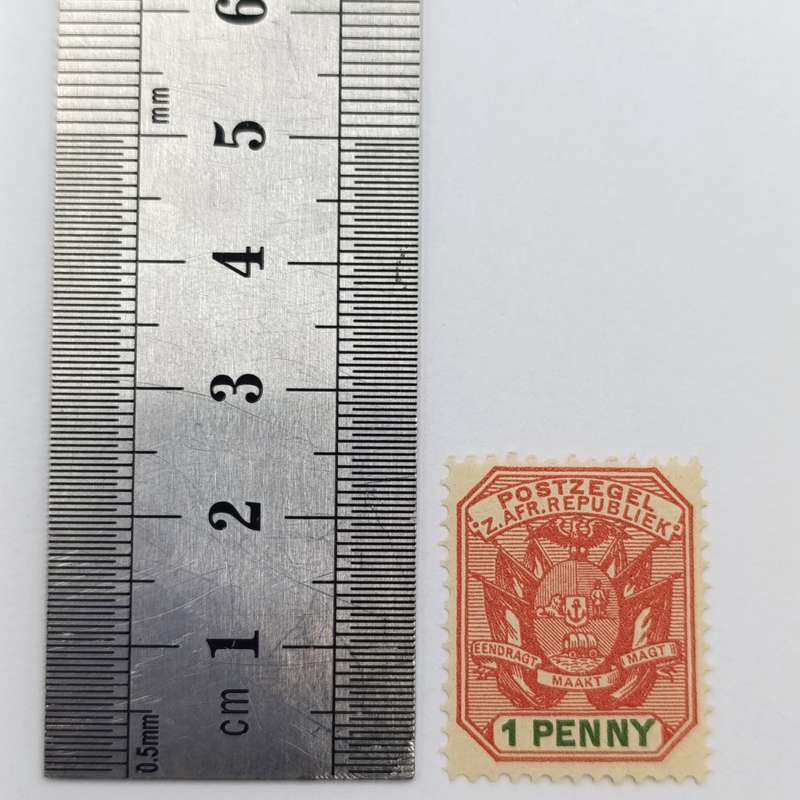 6
mm
5
4
3
2
1
cm
0.5mm
POSTZEGEL
Z. AFR. REPUBLIEK
EENDRAGT MAAKT MAGT
1 PENNY